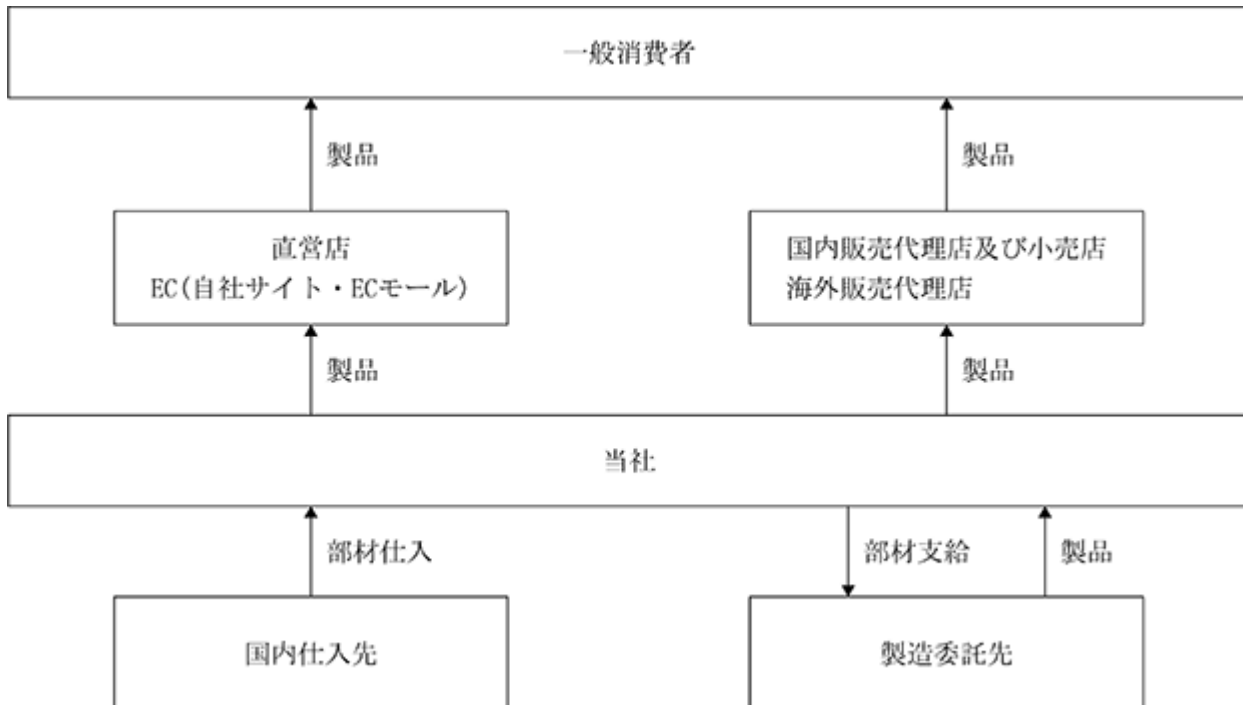 一般消費者
製品
製品
直営店
EC(自社サイト・ECモール)
国内販売代理店及び小売店
海外販売代理店
製品
製品
当社
部材仕入
部材支給
製品
国内仕入先
製造委託先